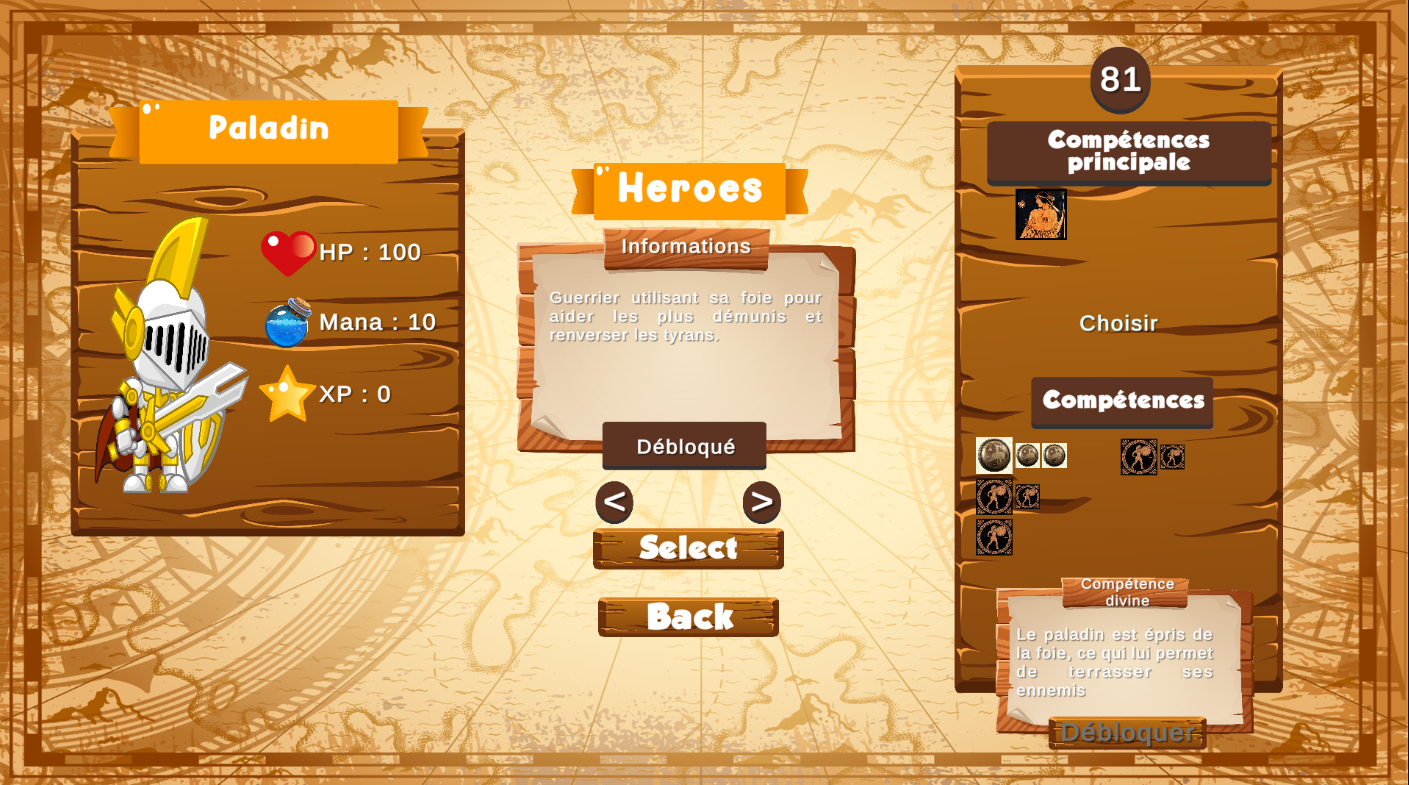 Paladin
HP : 100
Mana : 10
XP : 0
Heroes
Informations
Guerrier utilisant sa foie pour
aider les plus démunis et
renverser les tyrans.
Débloqué
<
>
Select
Back
81
Compétences
principale
Choisir
Compétences
Compétence
divine
Le paladin est épris de
la foie, ce qui lui permet
de terrasser ses
ennemis
Débloquer